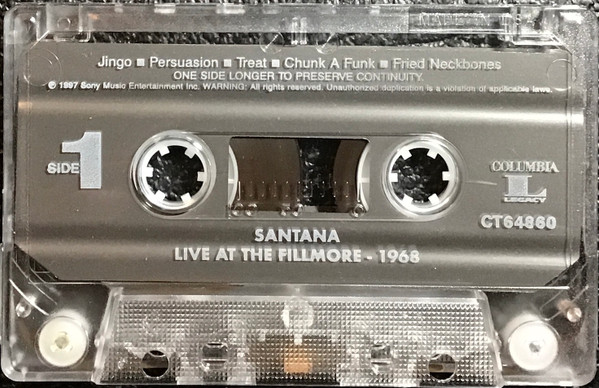 Jingo ■ Persuasion ■ Treat ■ Chunk A Funk ■ Fried Neckbones
ONE SIDE LONGER TO PRESERVE CONTINUITY.
℗ 1997 Sony Music Entertainment Inc. WARNING: All rights reserved. Unauthorized duplication is a violation of applicable laws.
SIDE 1
COLUMBIA
L
LEGACY
CT64860
SANTANA
LIVE AT THE FILLMORE - 1968